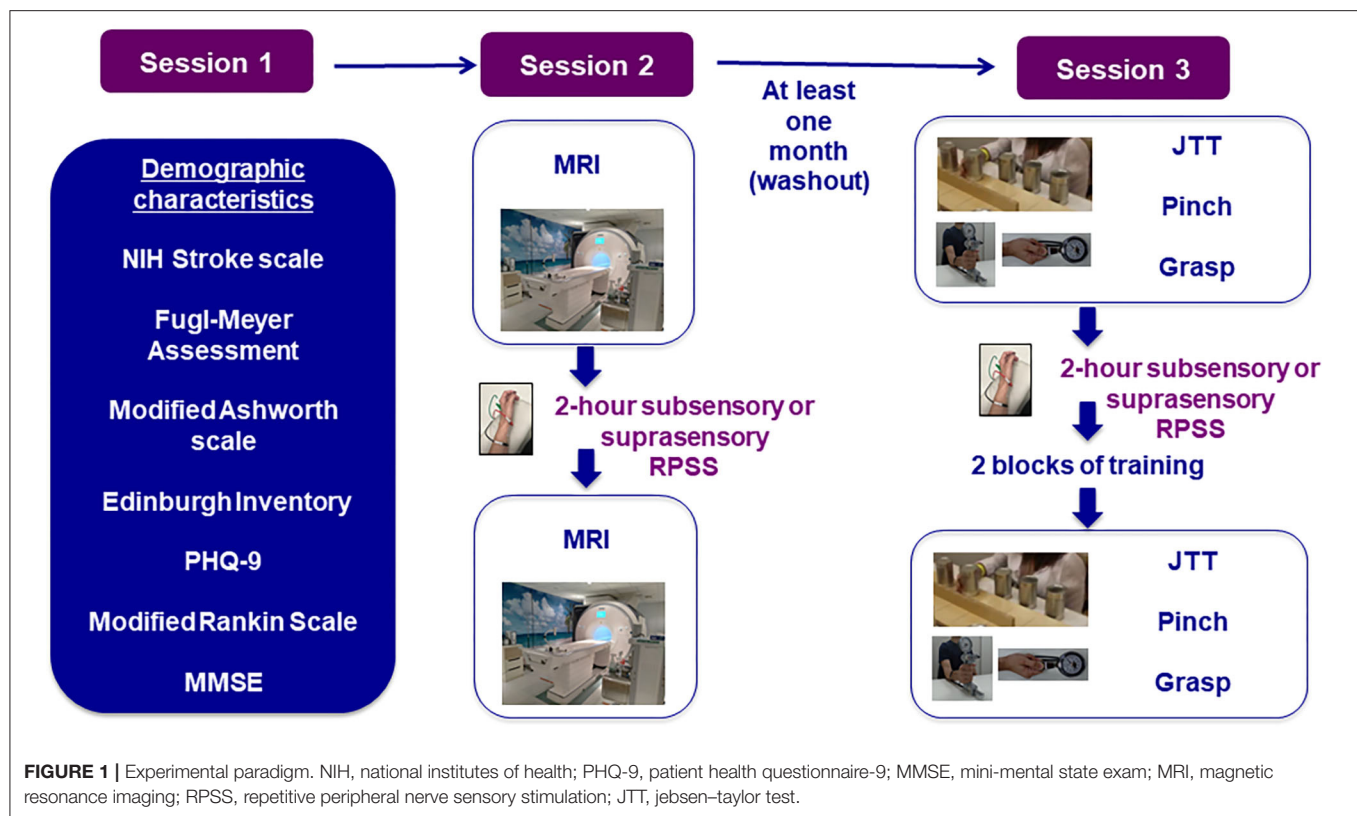 Session 1
Demographic
characteristics
NIH Stroke scale
Fugl-Meyer
Assessment
Modified Ashworth
scale
Edinburgh Inventory
PHQ-9
Modified Rankin Scale
MMSE
Session 2
MRI
2-hour subsensory or
suprasensory
RPSS
MRI
At least
one
month
(washout)
Session 3
JTT
Pinch
Grasp
2-hour subsensory or
suprasensory
RPSS
2 blocks of training
JTT
Pinch
Grasp
FIGURE 1 | Experimental paradigm. NIH, national institutes of health; PHQ-9, patient health questionnaire-9; MMSE, mini-mental state exam; MRI, magnetic
resonance imaging; RPSS, repetitive peripheral nerve sensory stimulation; JTT, jebsen–taylor test.